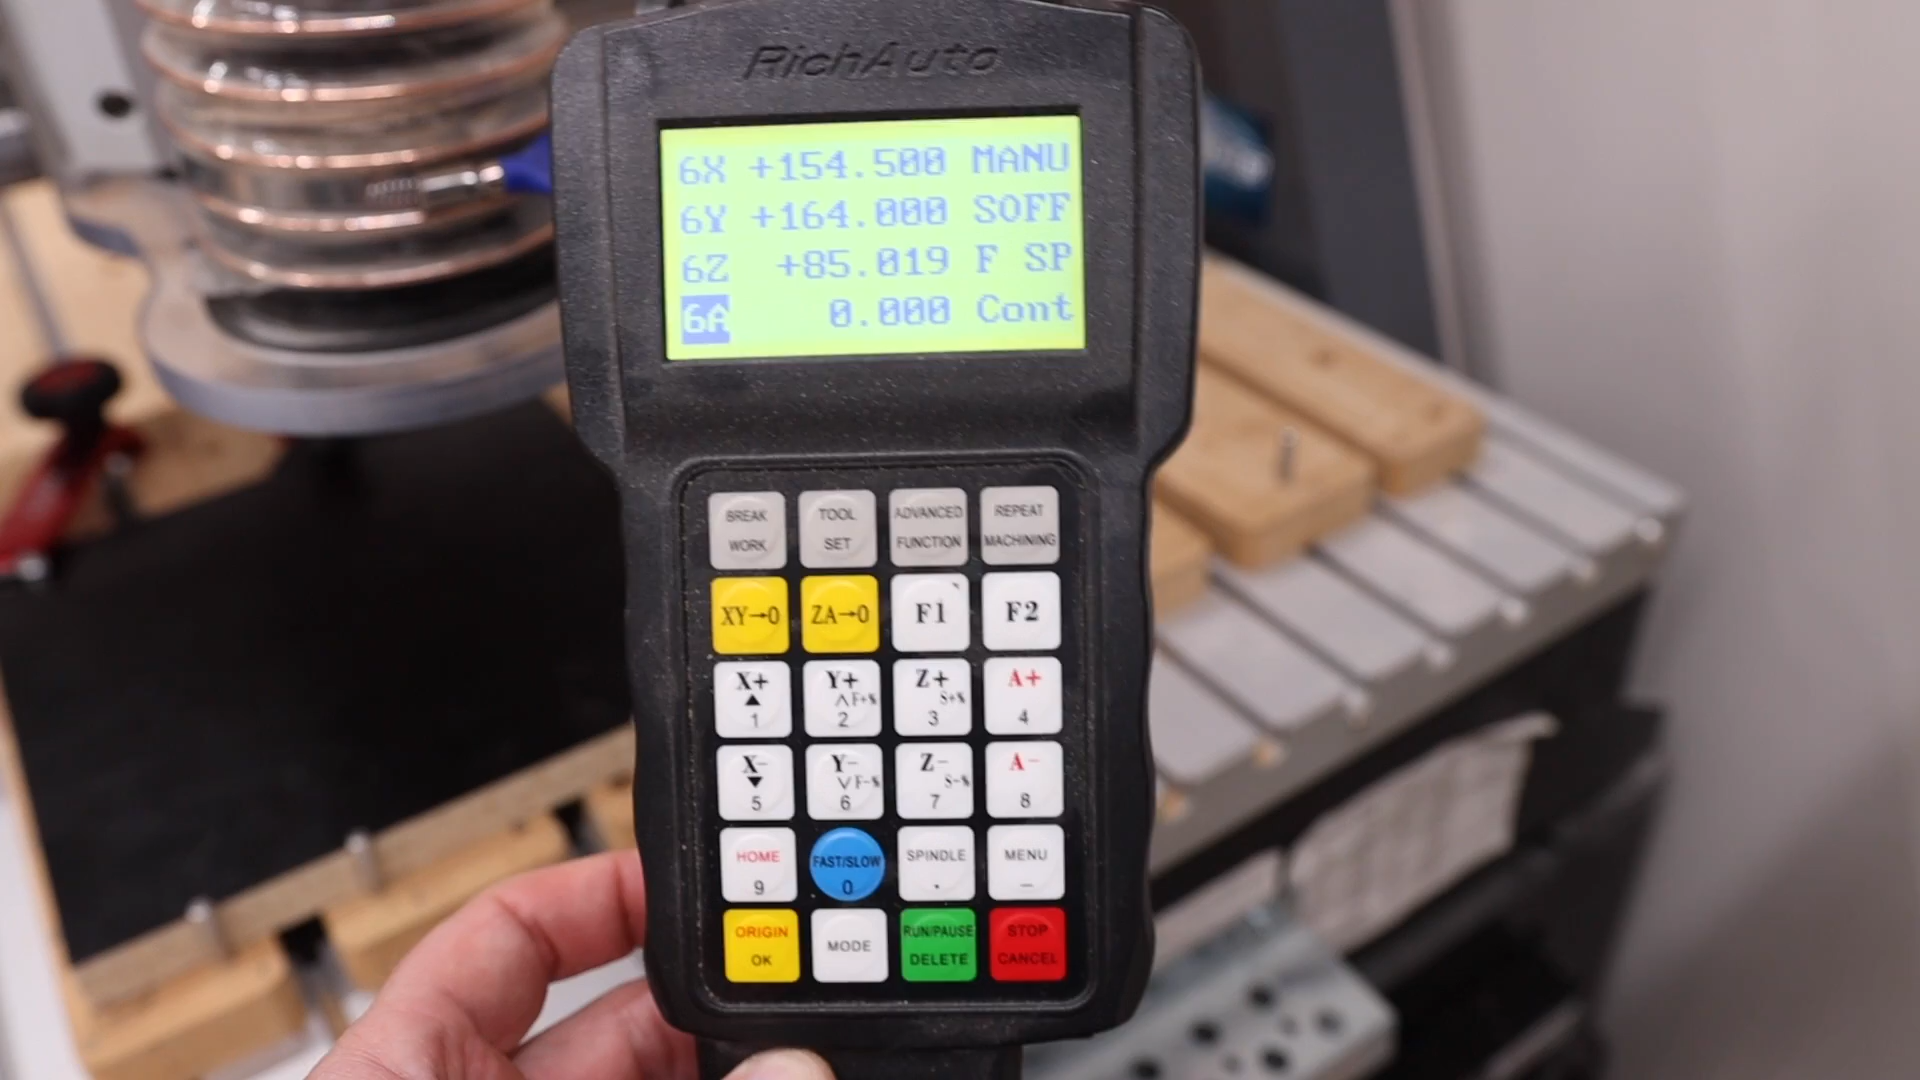 RichAuto
6X +154.500 MANU
6Y +164.000 SOFF
6Z +85.019 F SP
6A 0.000 Cont
BREAK WORK
TOOL SET
ADVANCED FUNCTION
REPEAT MACHINING
XY→0
ZA→0
F1
F2
X+ ▲ 1
Y+ ∧F+% 2
Z+ S+% 3
A+ 4
X- ▼ 5
Y- ∨F-% 6
Z- S-% 7
A- 8
HOME 9
FAST/SLOW 0
SPINDLE .
MENU –
ORIGIN OK
MODE
RUN/PAUSE DELETE
STOP CANCEL